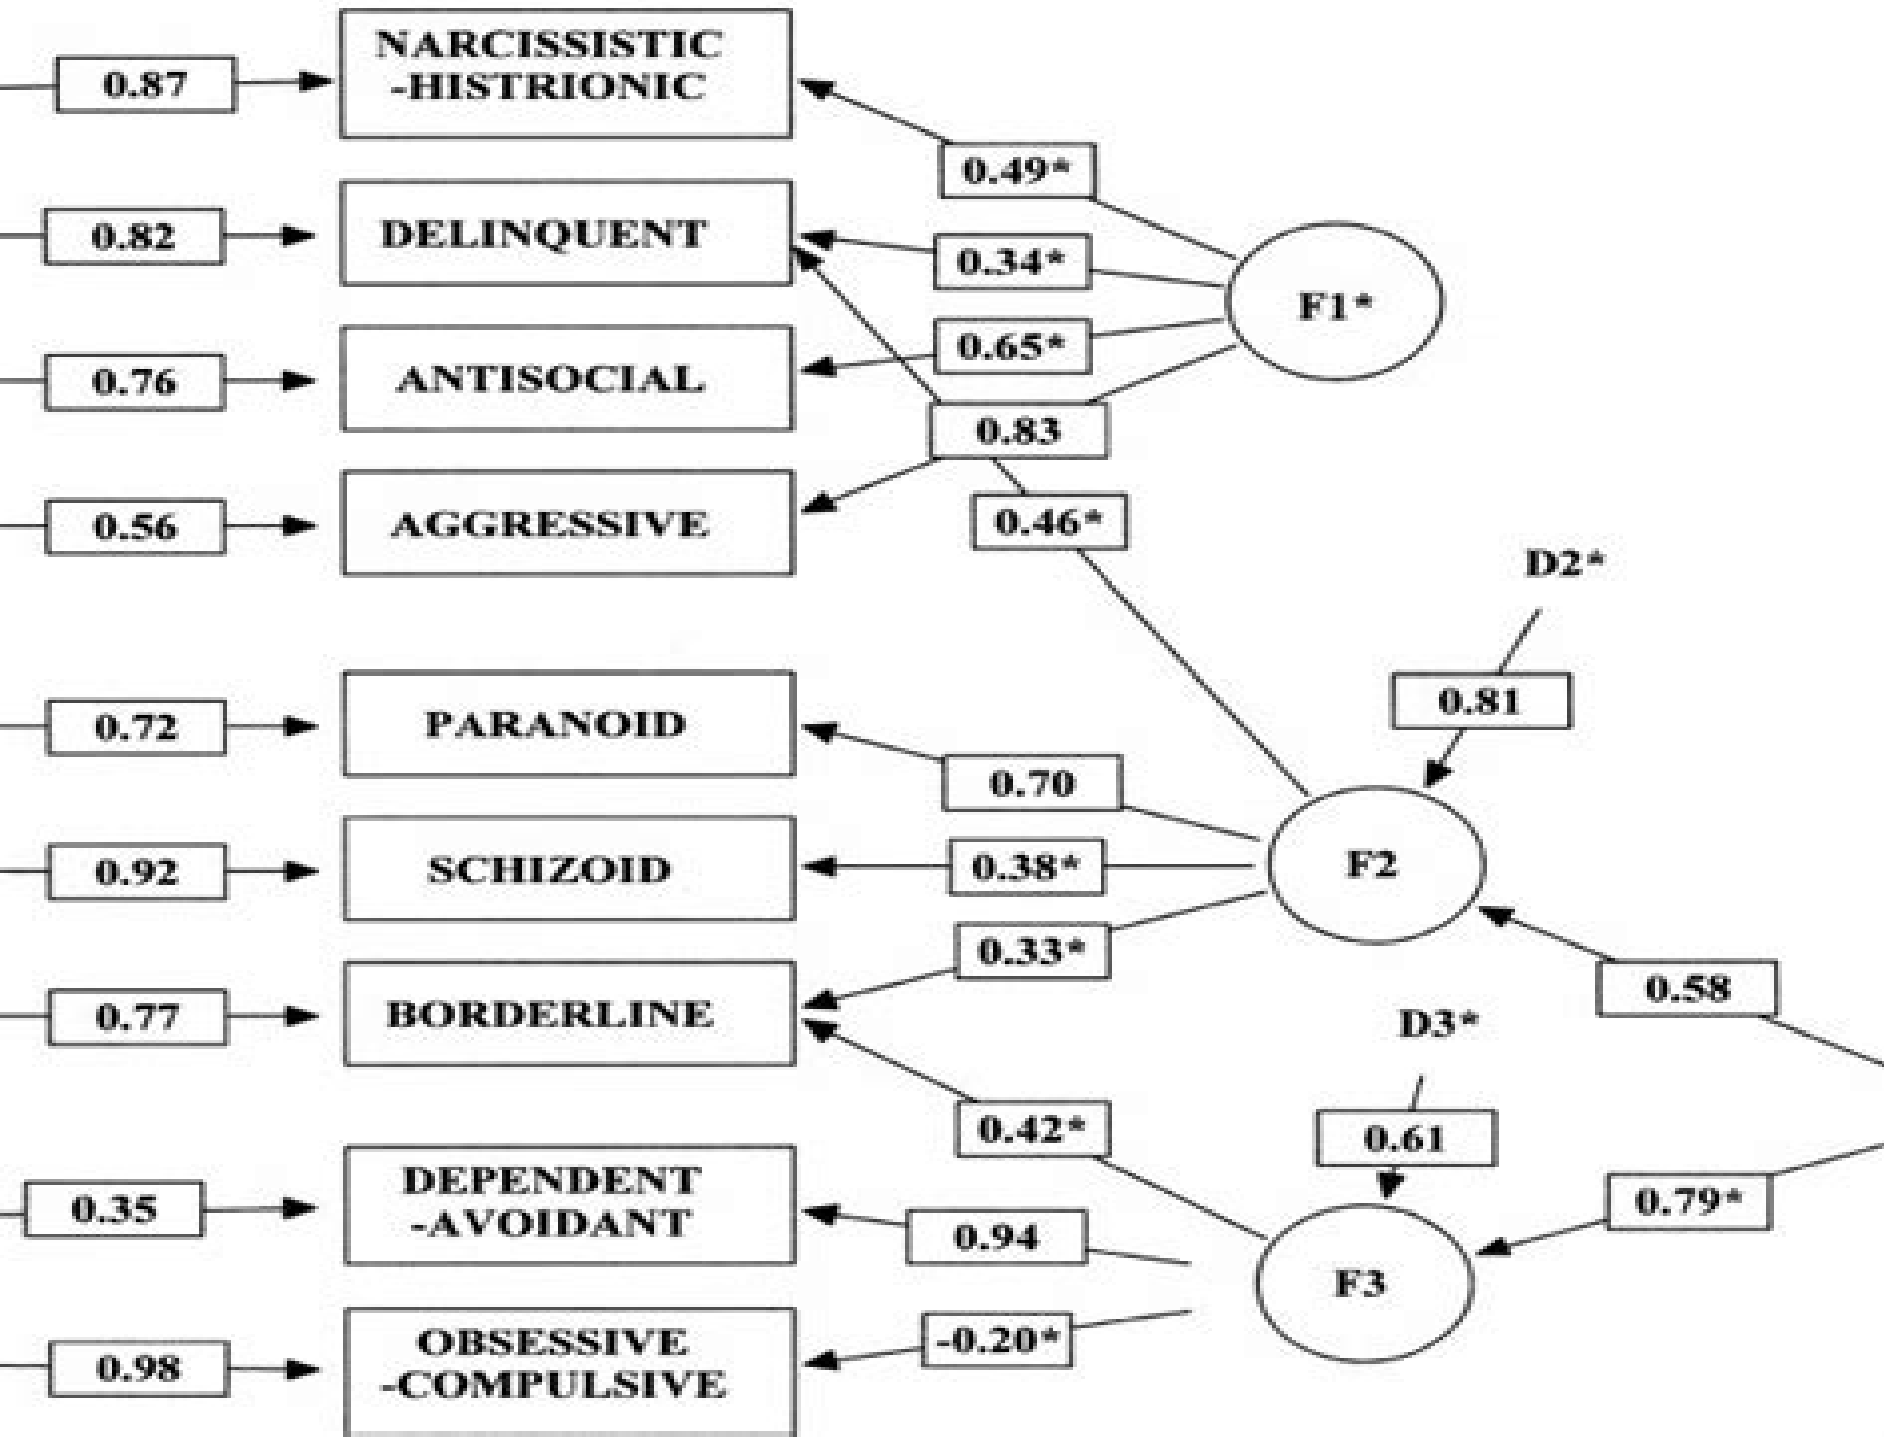 0.87
NARCISSISTIC
-HISTRIONIC
0.49*
0.82
DELINQUENT
0.34*
F1*
0.65*
0.76
ANTISOCIAL
0.83
0.56
AGGRESSIVE
0.46*
D2*
0.81
0.72
PARANOID
0.70
0.92
SCHIZOID
0.38*
F2
0.33*
0.58
0.77
BORDERLINE
D3*
0.42*
0.61
0.35
DEPENDENT
-AVOIDANT
0.79*
0.94
F3
0.98
OBSESSIVE
-COMPULSIVE
-0.20*